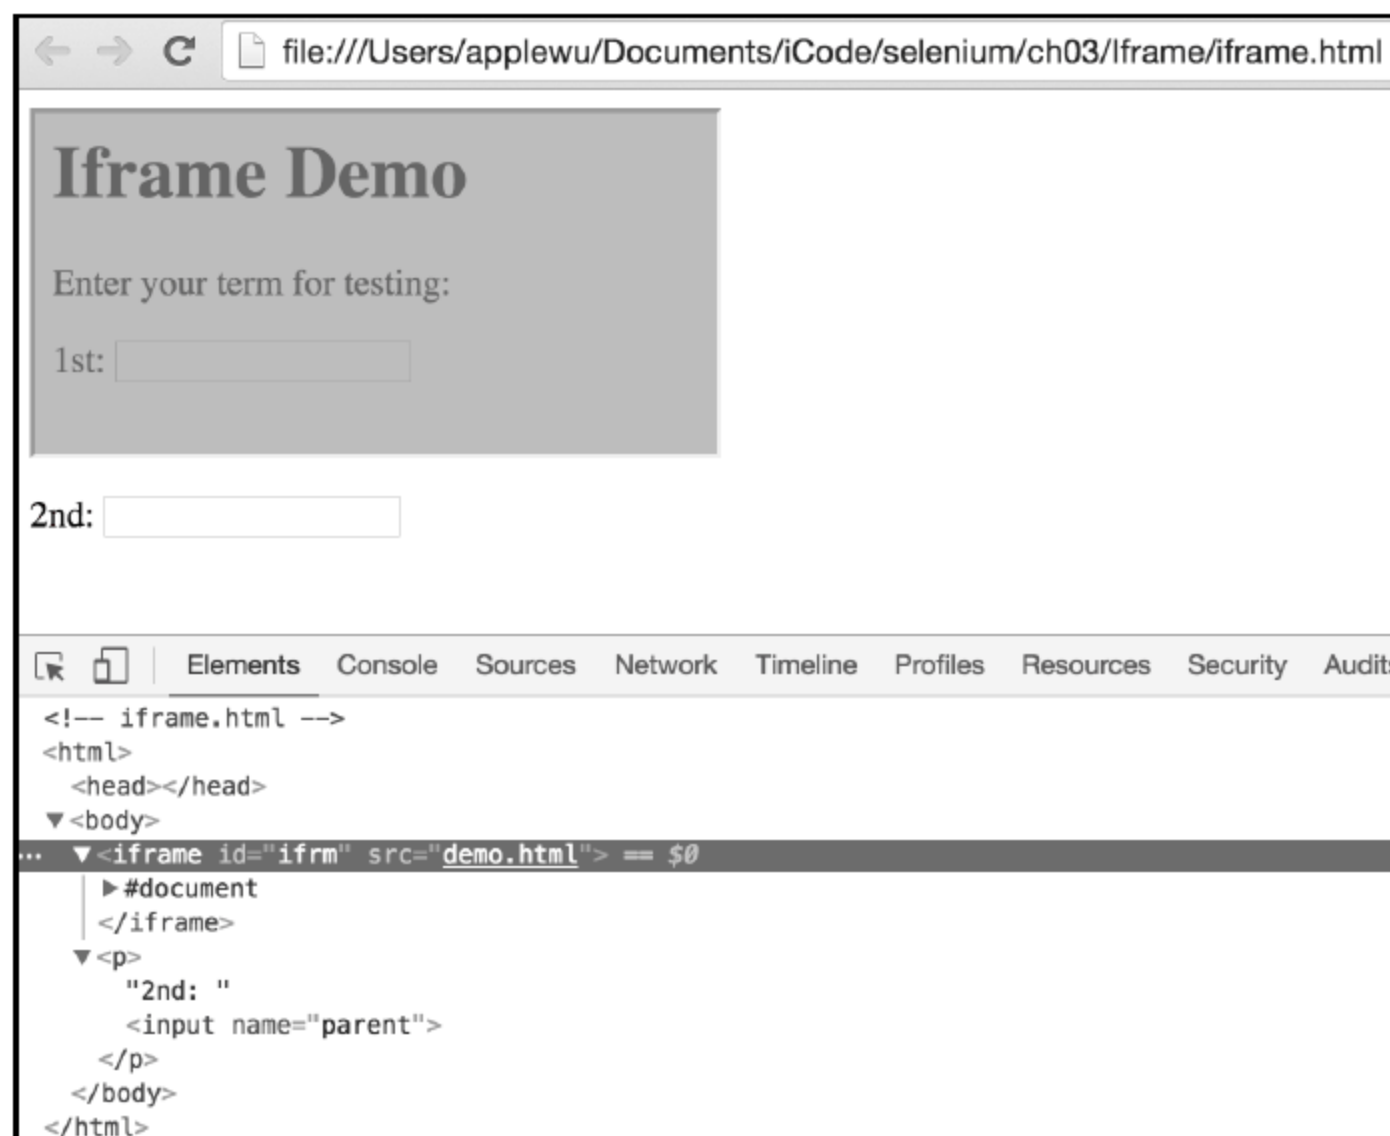 file:///Users/applewu/Documents/iCode/selenium/ch03/Iframe/iframe.html
Iframe Demo
Enter your term for testing:
1st:
2nd:
Elements Console Sources Network Timeline Profiles Resources Security Audits
<!-- iframe.html -->
<html>
<head></head>
▼<body>
... ▼<iframe id="ifrm" src="demo.html"> == $0
▶#document
</iframe>
▼<p>
"2nd: "
<input name="parent">
</p>
</body>
</html>